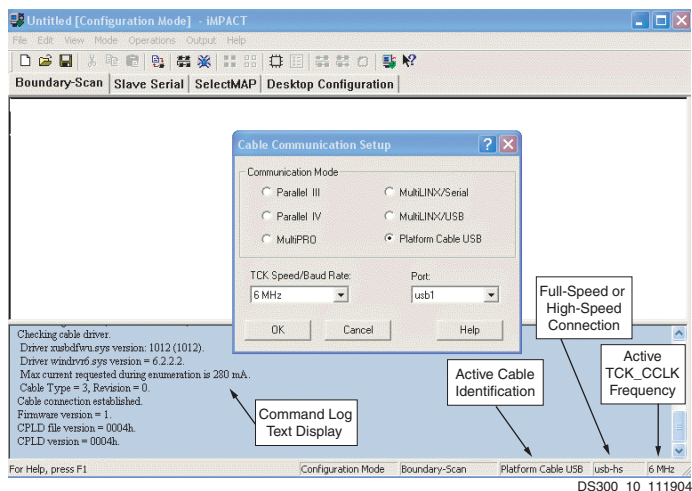 Untitled [Configuration Mode] - iMPACT
File Edit View Mode Operations Output Help
Boundary-Scan Slave Serial SelectMAP Desktop Configuration
Cable Communication Setup
Communication Mode
Parallel III
MultiLINX/Serial
Parallel IV
MultiLINX/USB
MultiPRO
Platform Cable USB
TCK Speed/Baud Rate:
Port:
6 MHz
usb1
OK
Cancel
Help
Full-Speed or
High-Speed
Connection
Checking cable driver.
Driver xusbdfwu.sys version: 1012 (1012).
Driver windrvr6.sys version = 6.2.2.2.
Max current requested during enumeration is 280 mA.
Cable Type = 3, Revision = 0.
Cable connection established.
Firmware version = 1.
CPLD file version = 0004h.
CPLD version = 0004h.
Command Log
Text Display
Active Cable
Identification
Active
TCK_CCLK
Frequency
For Help, press F1
Configuration Mode
Boundary-Scan
Platform Cable USB
usb-hs
6 MHz
DS300_10_111904